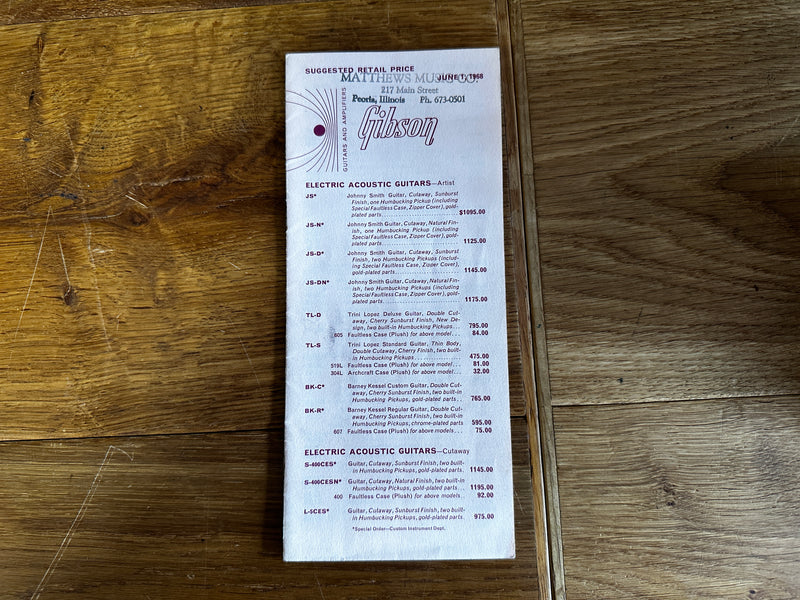 SUGGESTED RETAIL PRICE JUNE 1, 1968
MATTHEWS MUSIC CO.
217 Main Street
Peoria, Illinois Ph. 673-0501
GUITARS AND AMPLIFIERS
Gibson
ELECTRIC ACOUSTIC GUITARS—Artist
JS* Johnny Smith Guitar, Cutaway, Sunburst
Finish, one Humbucking Pickup (including
Special Faultless Case, Zipper Cover), gold-
plated parts $1095.00
JS-N* Johnny Smith Guitar, Cutaway, Natural Fin-
ish, one Humbucking Pickup (including
Special Faultless Case, Zipper Cover), gold-
plated parts 1125.00
JS-D* Johnny Smith Guitar, Cutaway, Sunburst
Finish, two Humbucking Pickups (includ-
ing Special Faultless Case, Zipper Cover),
gold-plated parts 1145.00
JS-DN* Johnny Smith Guitar, Cutaway, Natural Fin-
ish, two Humbucking Pickups (including
Special Faultless Case, Zipper Cover), gold-
plated parts 1175.00
TL-D Trini Lopez Deluxe Guitar, Double Cut-
away, Cherry Sunburst Finish, New De-
sign, two built-in Humbucking Pickups... 795.00
605 Faultless Case (Plush) for above model... 84.00
TL-S Trini Lopez Standard Guitar, Thin Body,
Double Cutaway, Cherry Finish, two built-
in Humbucking Pickups 475.00
519L Faultless Case (Plush) for above model... 81.00
304L Archcraft Case (Plush) for above model... 32.00
BK-C* Barney Kessel Custom Guitar, Double Cut-
away, Cherry Sunburst Finish, two built-in
Humbucking Pickups, gold-plated parts.. 765.00
BK-R* Barney Kessel Regular Guitar, Double Cut-
away, Cherry Sunburst Finish, two built-in
Humbucking Pickups, chrome-plated parts 595.00
607 Faultless Case (Plush) for above models... 75.00
ELECTRIC ACOUSTIC GUITARS—Cutaway
S-400CES* Guitar, Cutaway, Sunburst Finish, two built-
in Humbucking Pickups, gold-plated parts. 1145.00
S-400CESN* Guitar, Cutaway, Natural Finish, two built-
in Humbucking Pickups, gold-plated parts... 1195.00
400 Faultless Case (Plush) for above models.. 92.00
L-5CES* Guitar, Cutaway, Sunburst Finish, two built-
in Humbucking Pickups, gold-plated parts. 975.00
*Special Order—Custom Instrument Dept.